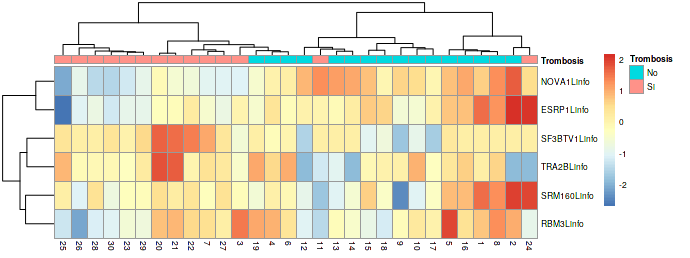 Trombosis
Trombosis
No
SI
2
1
0
-1
-2
NOVA1Linfo
ESRP1Linfo
SF3BTV1Linfo
TRA2BLinfo
SRM160Linfo
RBM3Linfo
25 26 28 30 23 29 20 21 22 7 27 3 19 4 6 12 11 13 14 15 18 9 10 17 5 16 1 8 2 24